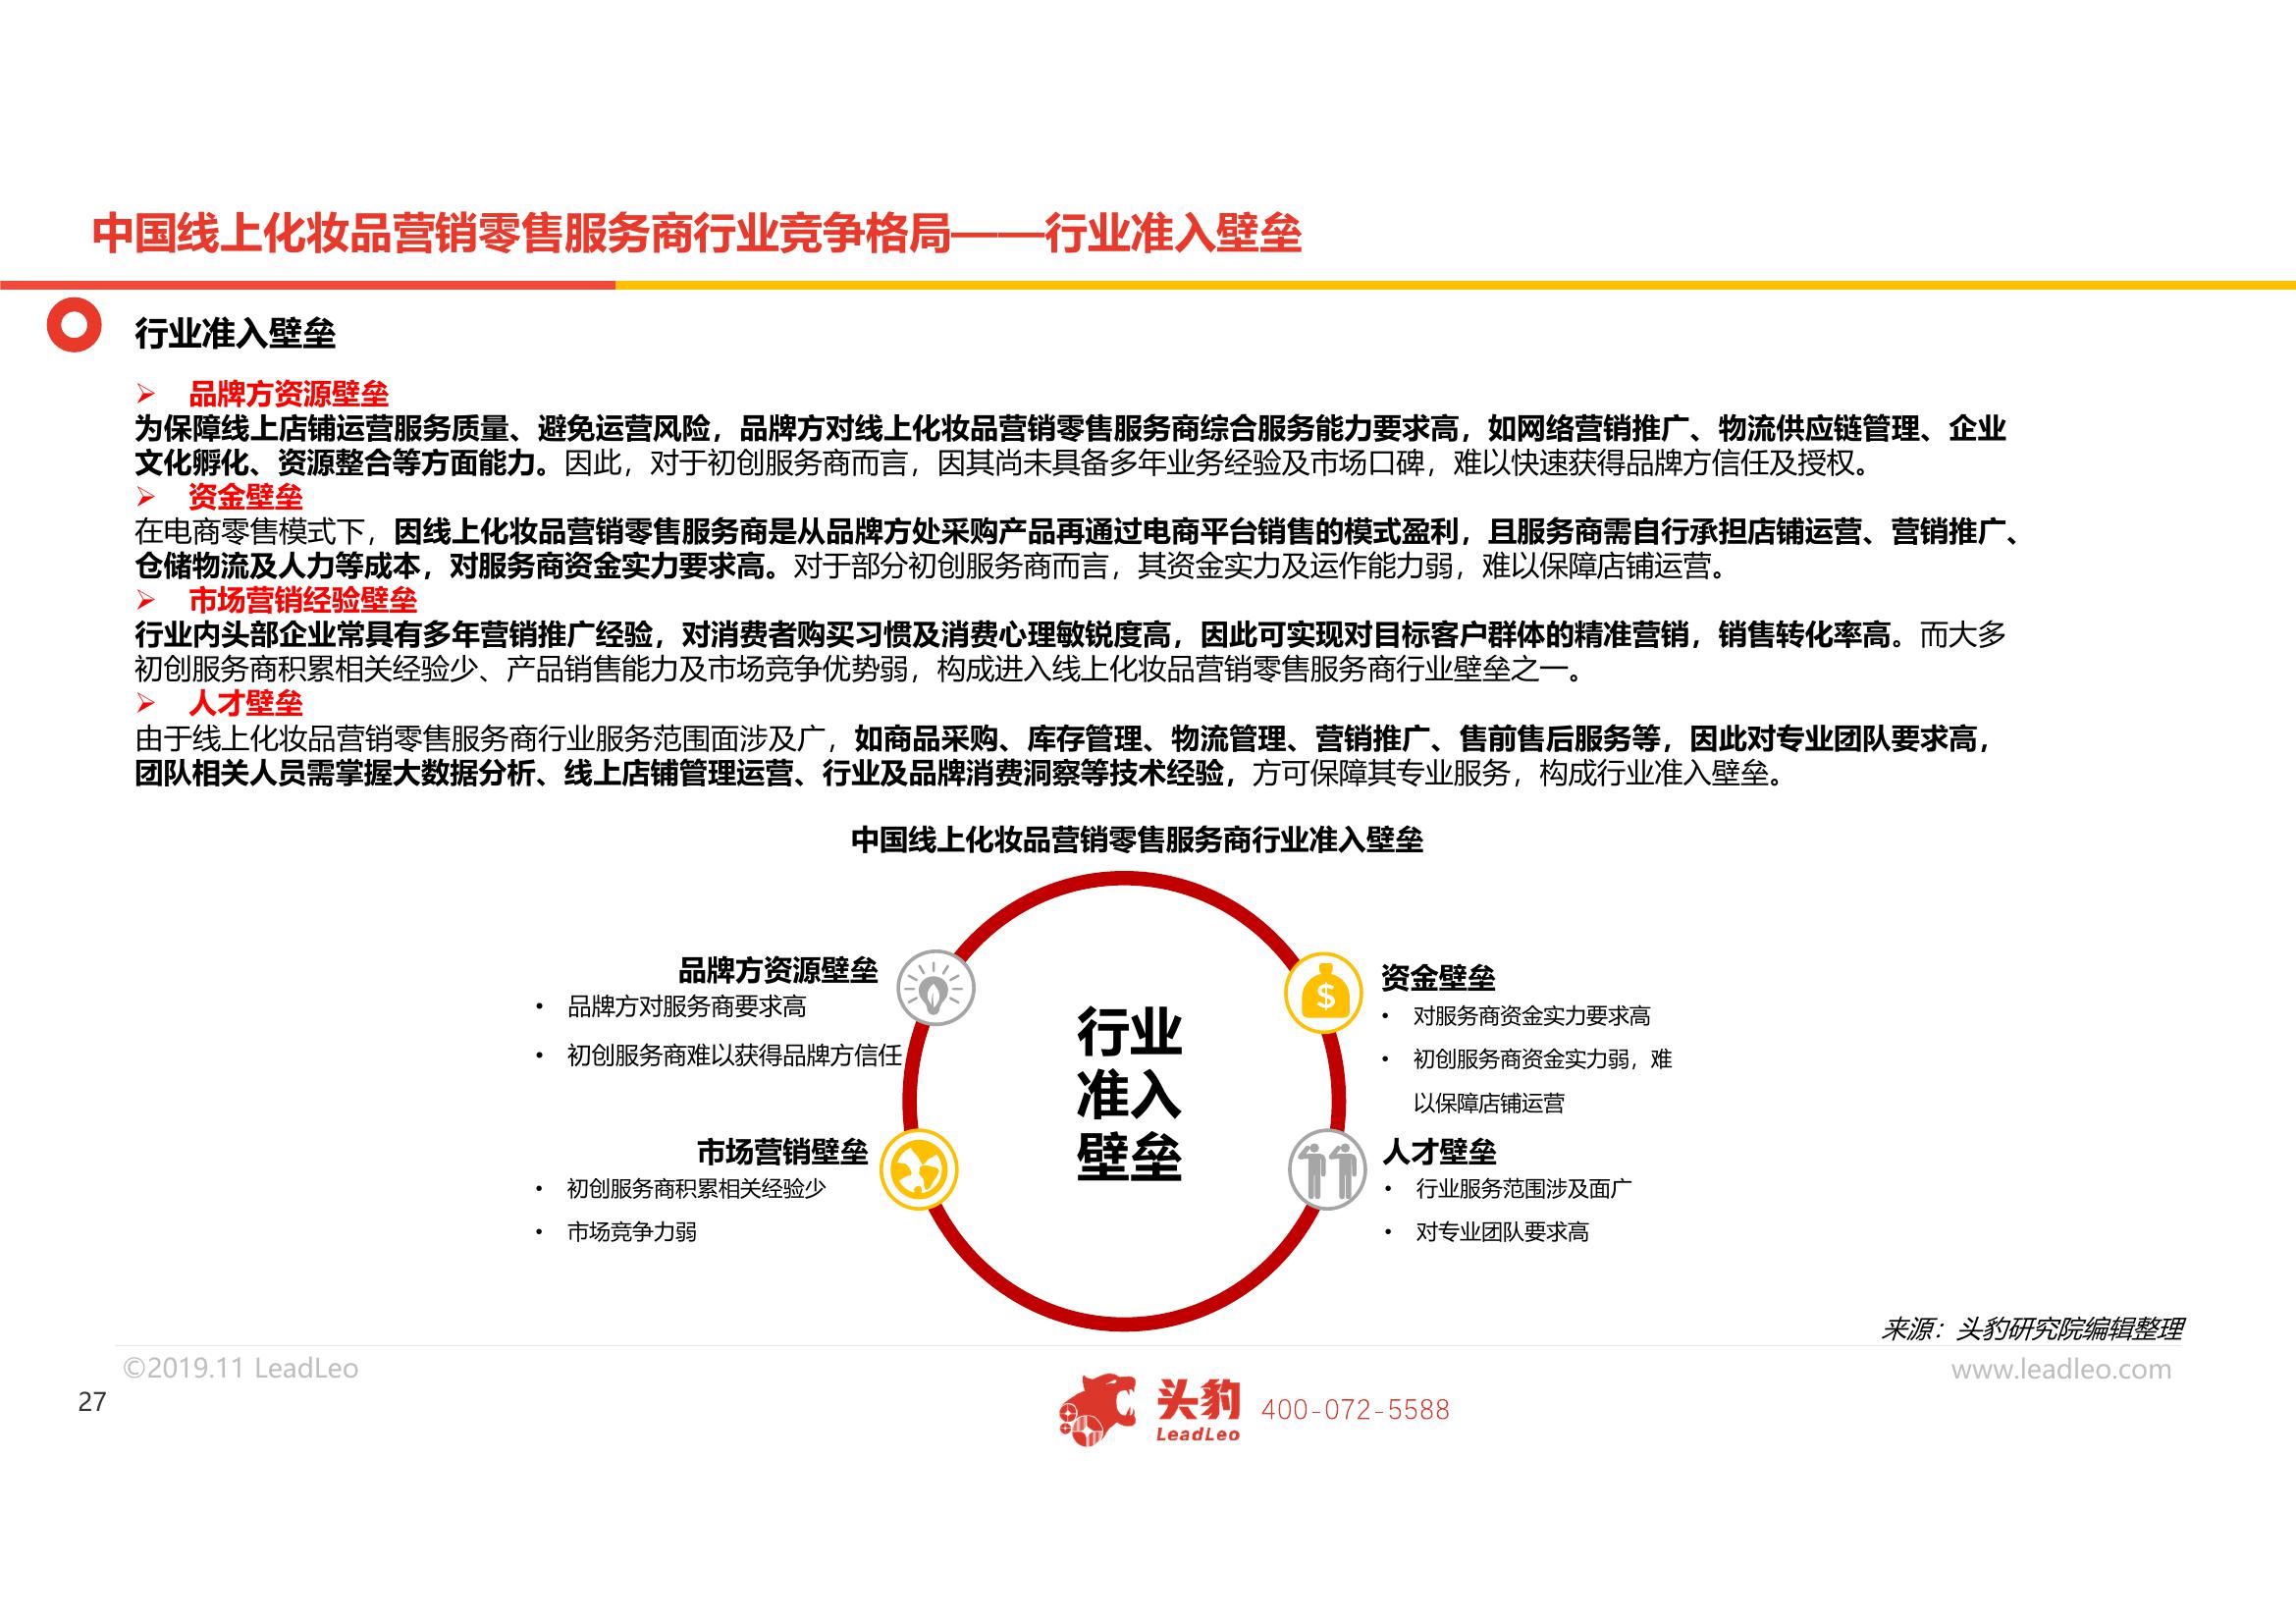 中国线上化妆品营销零售服务商行业竞争格局——行业准入壁垒
行业准入壁垒
➢ 品牌方资源壁垒
为保障线上店铺运营服务质量、避免运营风险，品牌方对线上化妆品营销零售服务商综合服务能力要求高，如网络营销推广、物流供应链管理、企业
文化孵化、资源整合等方面能力。因此，对于初创服务商而言，因其尚未具备多年业务经验及市场口碑，难以快速获得品牌方信任及授权。
➢ 资金壁垒
在电商零售模式下，因线上化妆品营销零售服务商是从品牌方处采购产品再通过电商平台销售的模式盈利，且服务商需自行承担店铺运营、营销推广、
仓储物流及人力等成本，对服务商资金实力要求高。对于部分初创服务商而言，其资金实力及运作能力弱，难以保障店铺运营。
➢ 市场营销经验壁垒
行业内头部企业常具有多年营销推广经验，对消费者购买习惯及消费心理敏锐度高，因此可实现对目标客户群体的精准营销，销售转化率高。而大多
初创服务商积累相关经验少、产品销售能力及市场竞争优势弱，构成进入线上化妆品营销零售服务商行业壁垒之一。
➢ 人才壁垒
由于线上化妆品营销零售服务商行业服务范围面涉及广，如商品采购、库存管理、物流管理、营销推广、售前售后服务等，因此对专业团队要求高，
团队相关人员需掌握大数据分析、线上店铺管理运营、行业及品牌消费洞察等技术经验，方可保障其专业服务，构成行业准入壁垒。
中国线上化妆品营销零售服务商行业准入壁垒
品牌方资源壁垒
• 品牌方对服务商要求高
• 初创服务商难以获得品牌方信任
资金壁垒
• 对服务商资金实力要求高
• 初创服务商资金实力弱，难
以保障店铺运营
行业
准入
壁垒
市场营销壁垒
• 初创服务商积累相关经验少
• 市场竞争力弱
人才壁垒
• 行业服务范围涉及面广
• 对专业团队要求高
来源：头豹研究院编辑整理
©2019.11 LeadLeo
www.leadleo.com
27
头豹
LeadLeo
400-072-5588
$